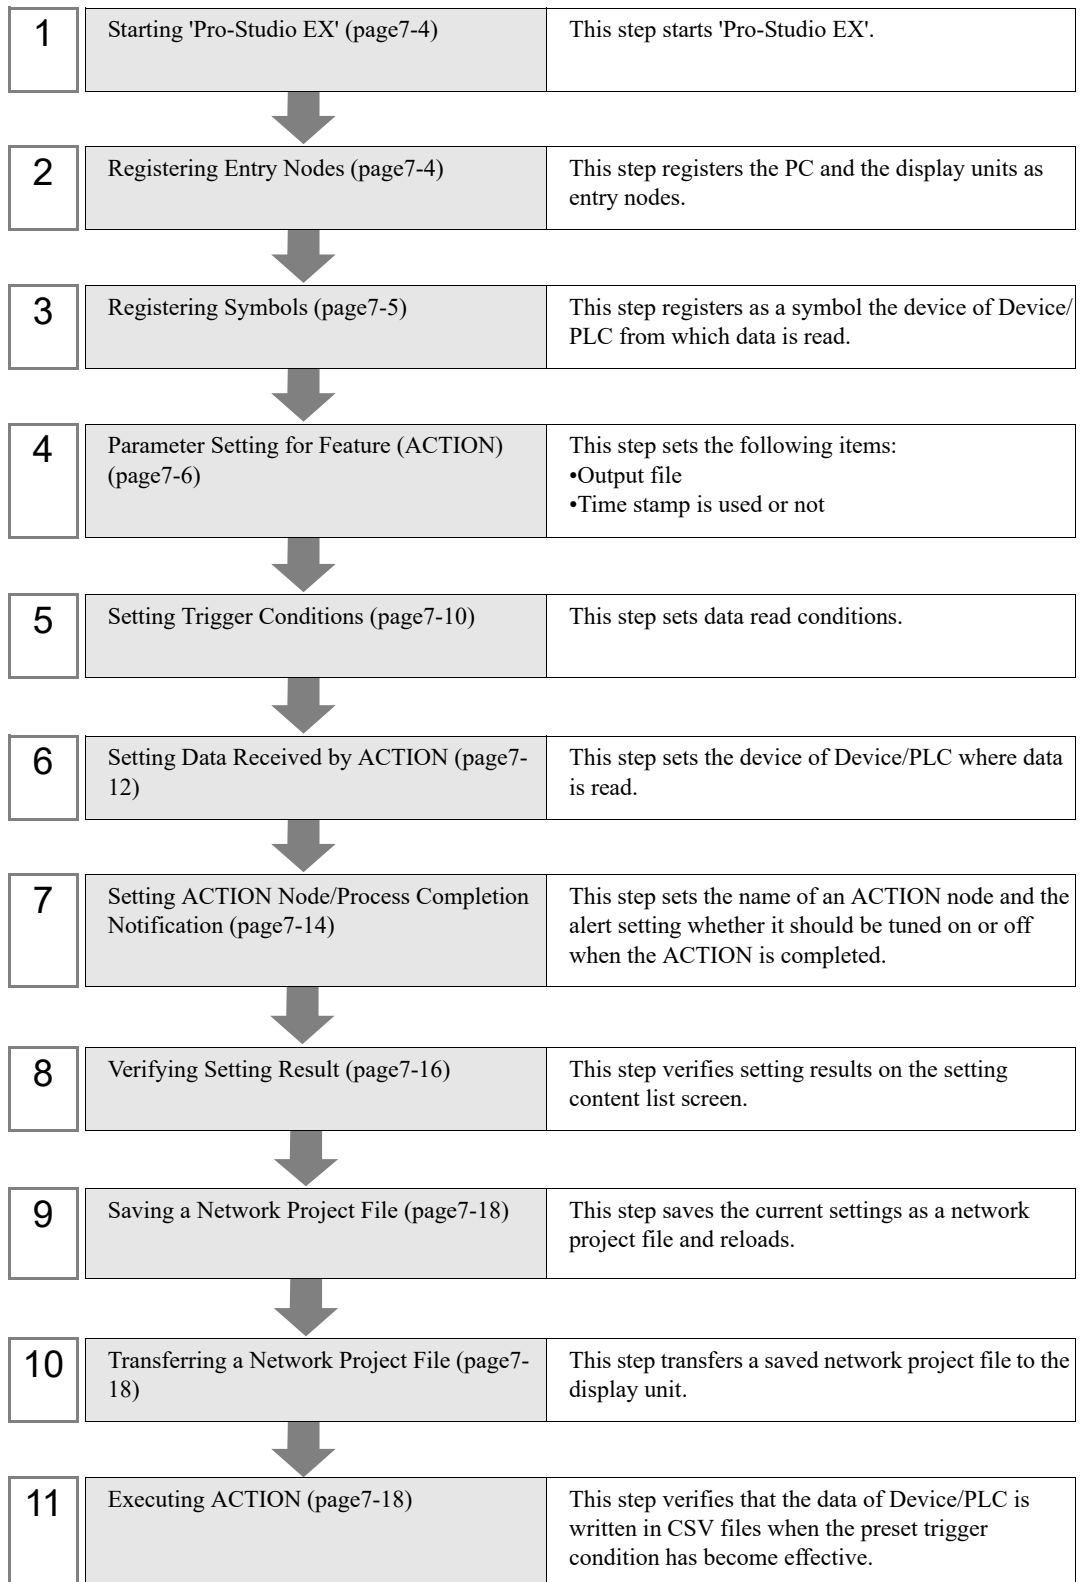 1
Starting 'Pro-Studio EX' (page7-4)
This step starts 'Pro-Studio EX'.
2
Registering Entry Nodes (page7-4)
This step registers the PC and the display units as
entry nodes.
3
Registering Symbols (page7-5)
This step registers as a symbol the device of Device/
PLC from which data is read.
4
Parameter Setting for Feature (ACTION)
(page7-6)
This step sets the following items:
•Output file
•Time stamp is used or not
5
Setting Trigger Conditions (page7-10)
This step sets data read conditions.
6
Setting Data Received by ACTION (page7-
12)
This step sets the device of Device/PLC where data
is read.
7
Setting ACTION Node/Process Completion
Notification (page7-14)
This step sets the name of an ACTION node and the
alert setting whether it should be tuned on or off
when the ACTION is completed.
8
Verifying Setting Result (page7-16)
This step verifies setting results on the setting
content list screen.
9
Saving a Network Project File (page7-18)
This step saves the current settings as a network
project file and reloads.
10
Transferring a Network Project File (page7-
18)
This step transfers a saved network project file to the
display unit.
11
Executing ACTION (page7-18)
This step verifies that the data of Device/PLC is
written in CSV files when the preset trigger
condition has become effective.